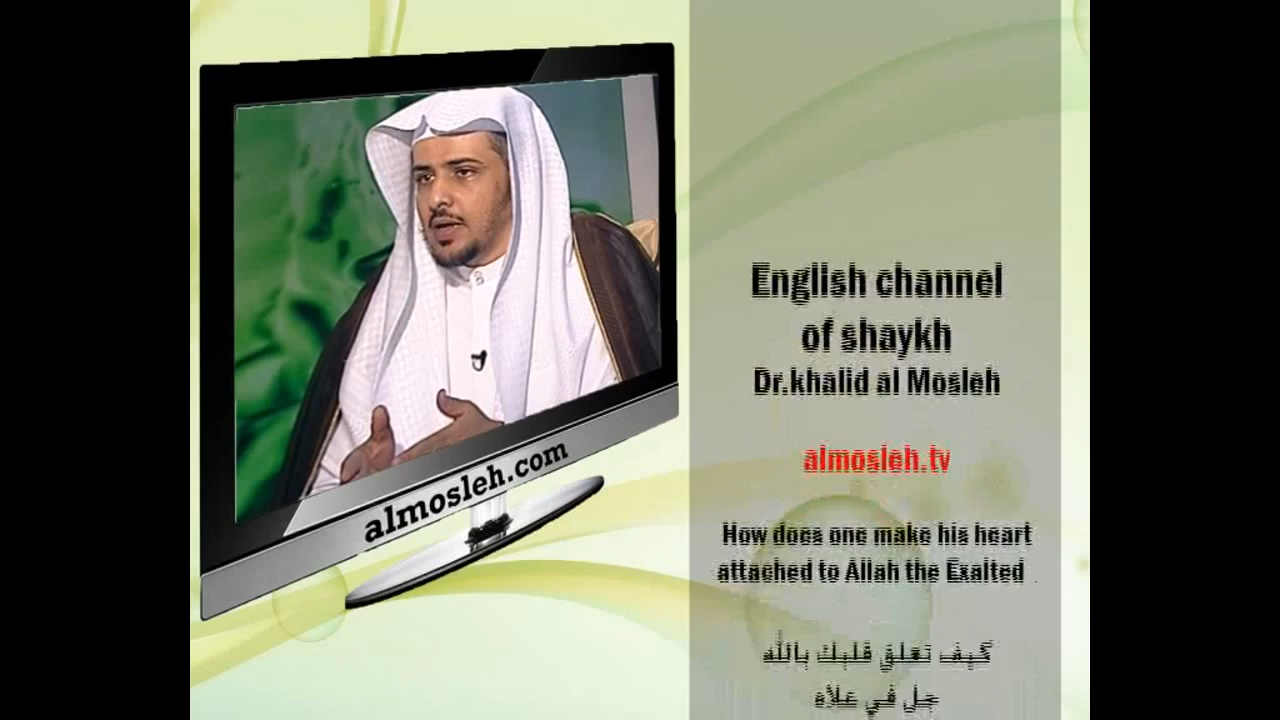 almosleh.com
English channel
of shaykh
Dr.khalid al Mosleh
almosleh.tv
How does one make his heart
attached to Allah the Exalted
كيف تعلق قلبك بالله
جل في علاه